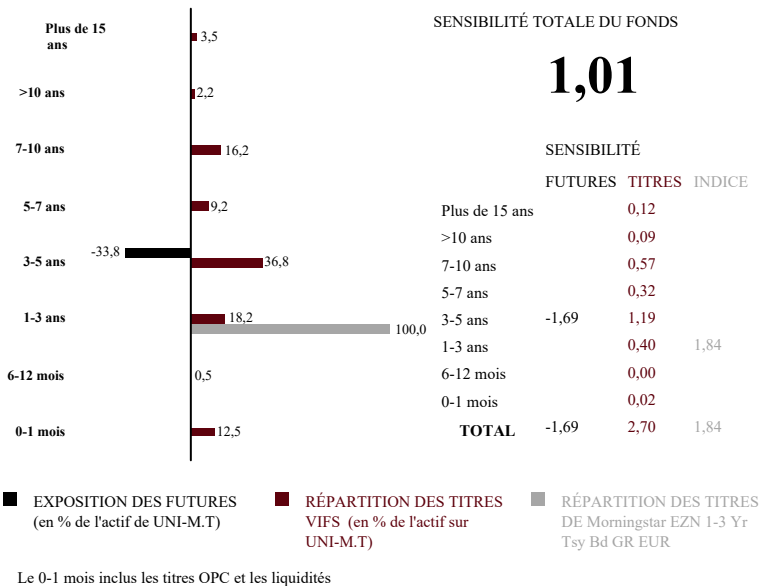 Plus de 15
ans
3,5
>10 ans
2,2
7-10 ans
16,2
5-7 ans
9,2
-33,8
3-5 ans
36,8
1-3 ans
18,2
100,0
6-12 mois
0,5
0-1 mois
12,5
SENSIBILITÉ TOTALE DU FONDS
1,01
SENSIBILITÉ
FUTURES TITRES INDICE
Plus de 15 ans 0,12
>10 ans 0,09
7-10 ans 0,57
5-7 ans 0,32
3-5 ans -1,69 1,19
1-3 ans 0,40 1,84
6-12 mois 0,00
0-1 mois 0,02
TOTAL -1,69 2,70 1,84
EXPOSITION DES FUTURES
(en % de l'actif de UNI-M.T)
RÉPARTITION DES TITRES
VIFS (en % de l'actif sur
UNI-M.T)
RÉPARTITION DES TITRES
DE Morningstar EZN 1-3 Yr
Tsy Bd GR EUR
Le 0-1 mois inclus les titres OPC et les liquidités